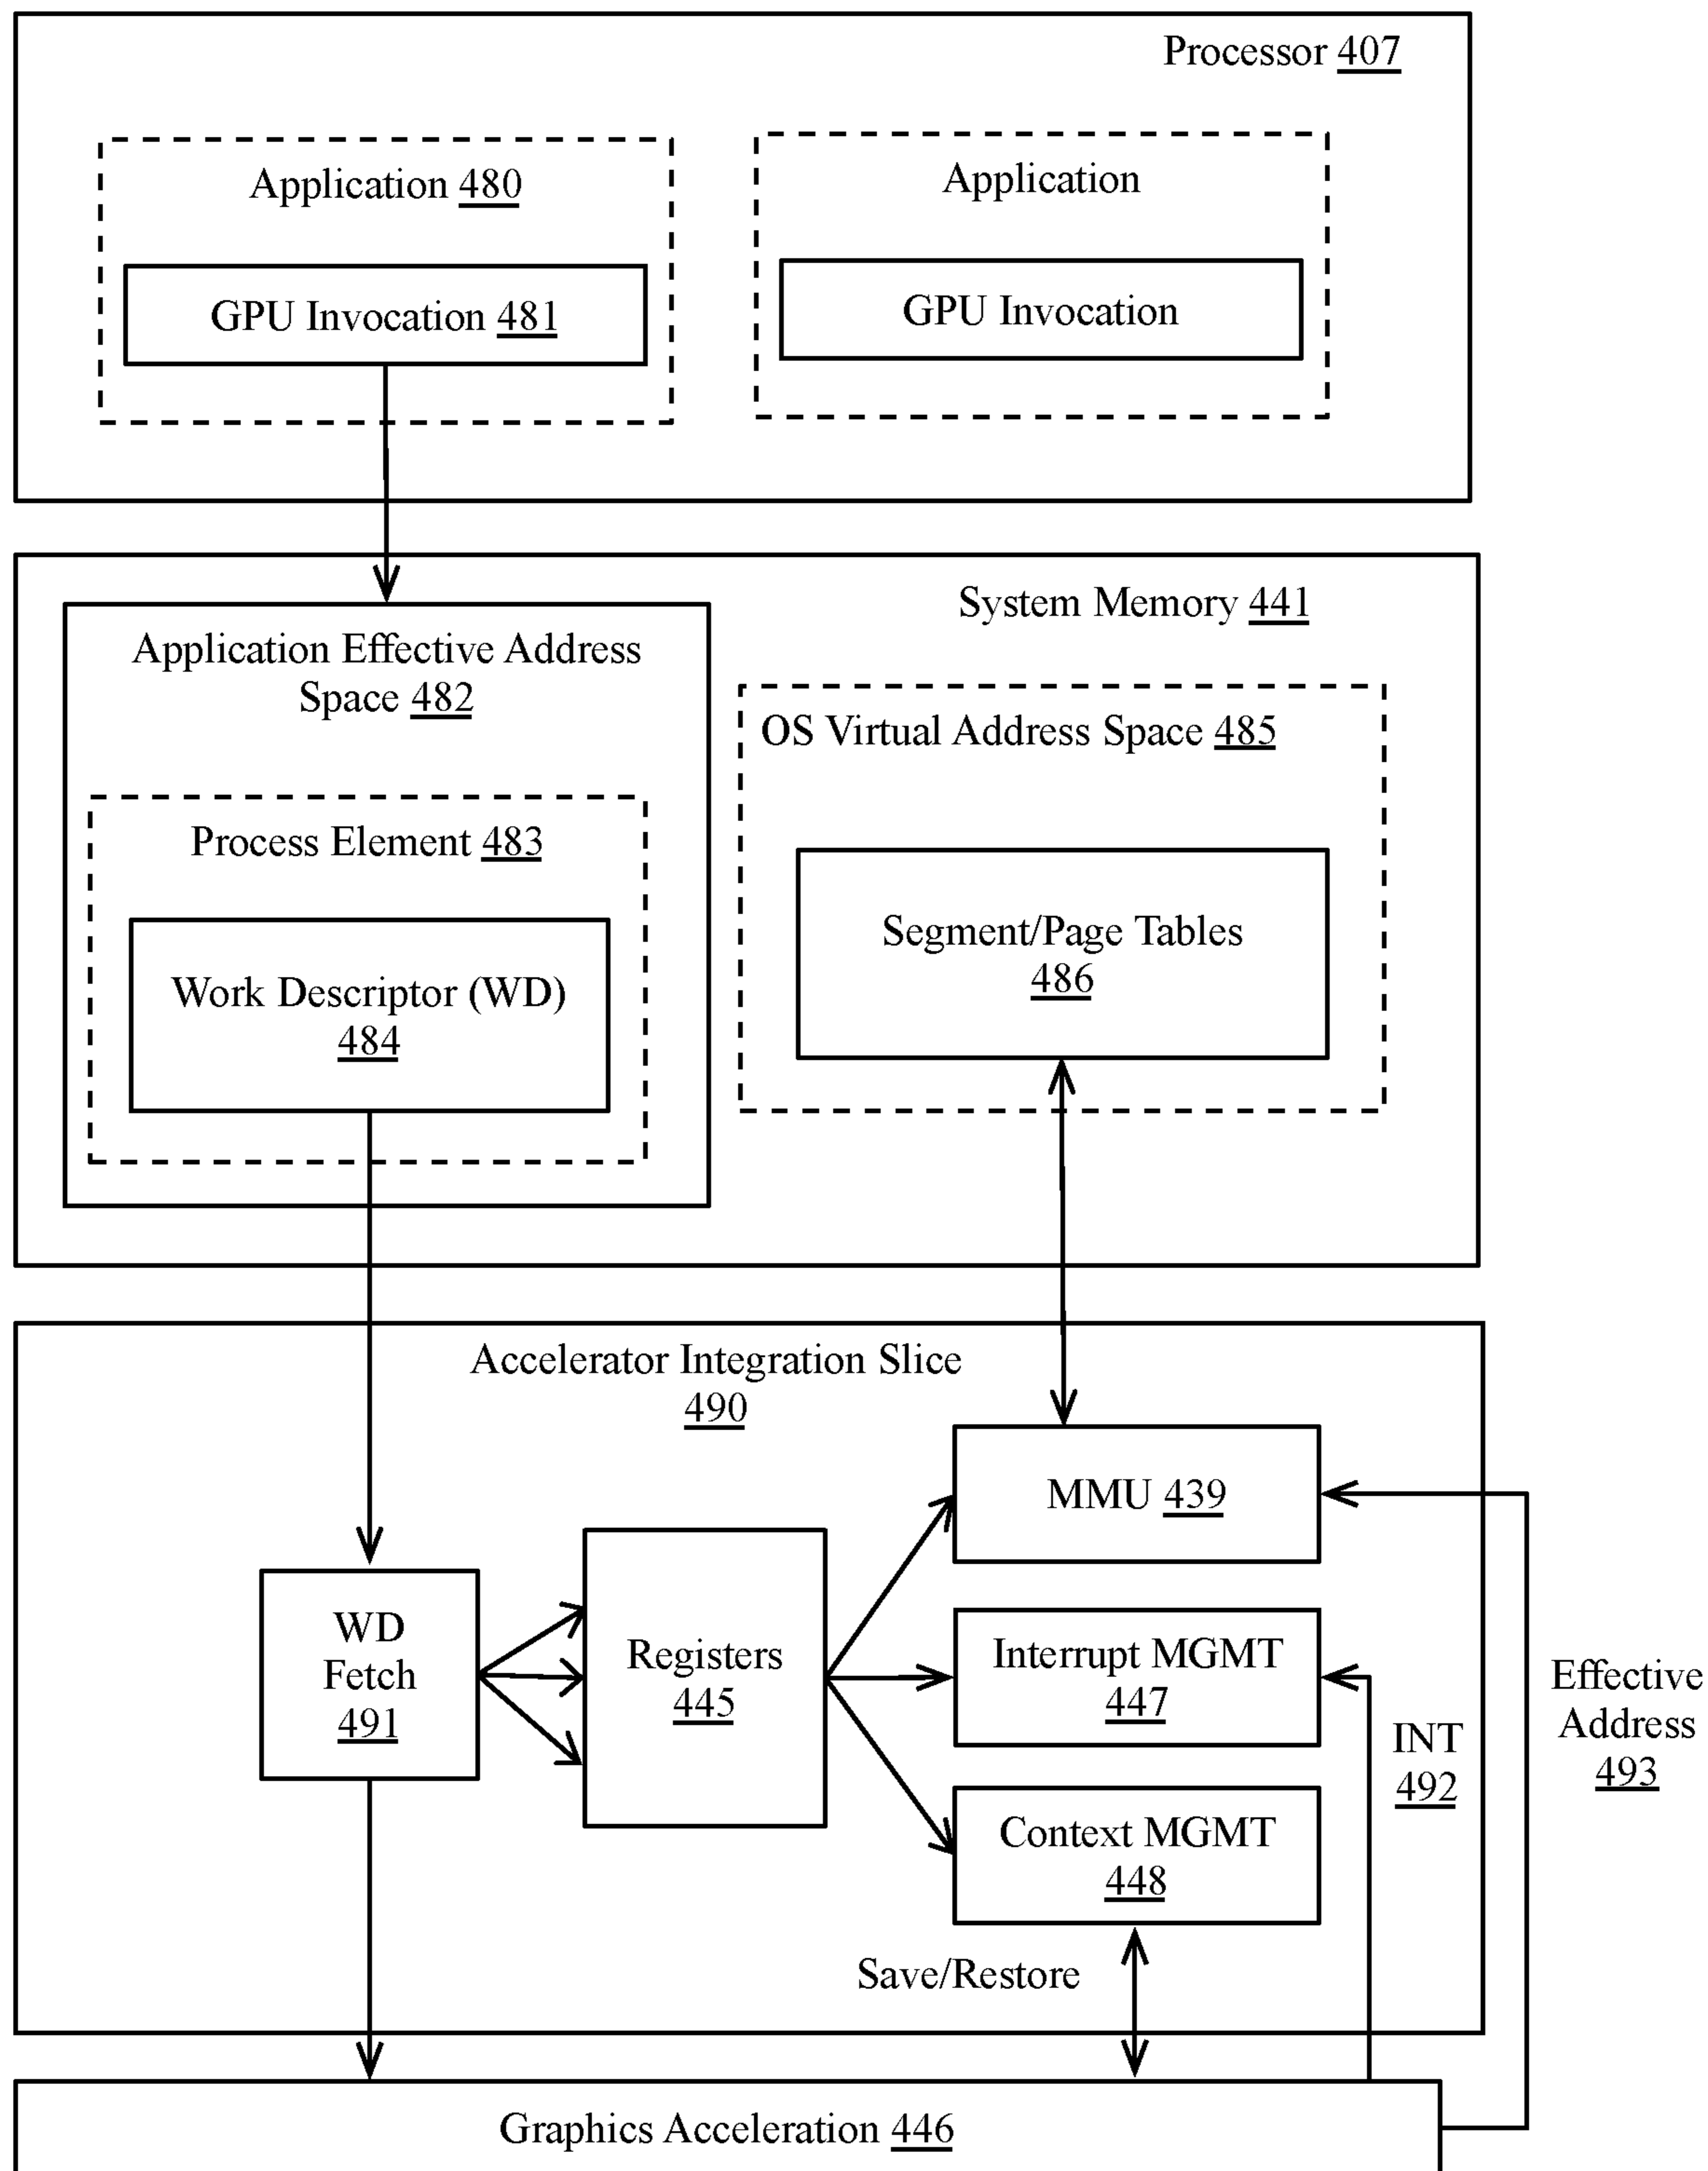 Processor 407
Application 480
Application
GPU Invocation 481
GPU Invocation
System Memory 441
Application Effective Address
Space 482
OS Virtual Address Space 485
Process Element 483
Segment/Page Tables
486
Work Descriptor (WD)
484
Accelerator Integration Slice
490
MMU 439
WD
Fetch
491
Registers
445
Interrupt MGMT
447
Effective
Address
493
INT
492
Context MGMT
448
Save/Restore
Graphics Acceleration 446